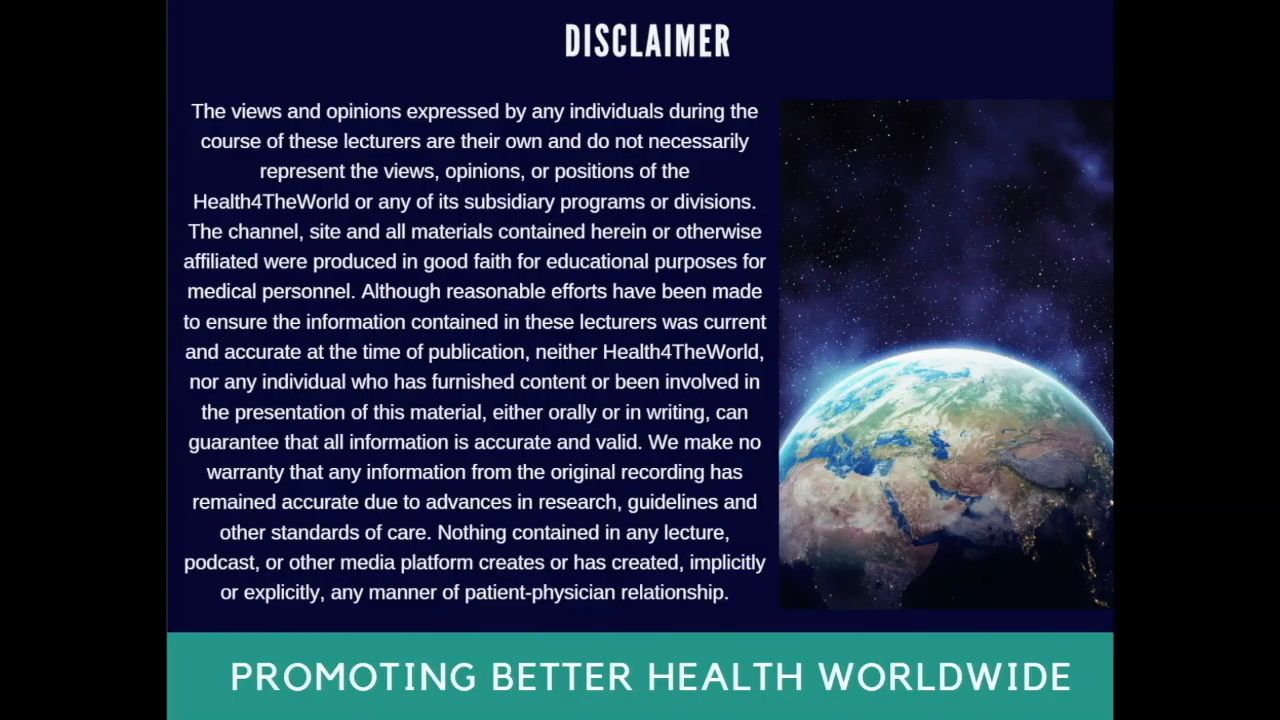 DISCLAIMER
The views and opinions expressed by any individuals during the
course of these lecturers are their own and do not necessarily
represent the views, opinions, or positions of the
Health4TheWorld or any of its subsidiary programs or divisions.
The channel, site and all materials contained herein or otherwise
affiliated were produced in good faith for educational purposes for
medical personnel. Although reasonable efforts have been made
to ensure the information contained in these lecturers was current
and accurate at the time of publication, neither Health4TheWorld,
nor any individual who has furnished content or been involved in
the presentation of this material, either orally or in writing, can
guarantee that all information is accurate and valid. We make no
warranty that any information from the original recording has
remained accurate due to advances in research, guidelines and
other standards of care. Nothing contained in any lecture,
podcast, or other media platform creates or has created, implicitly
or explicitly, any manner of patient-physician relationship.
PROMOTING BETTER HEALTH WORLDWIDE